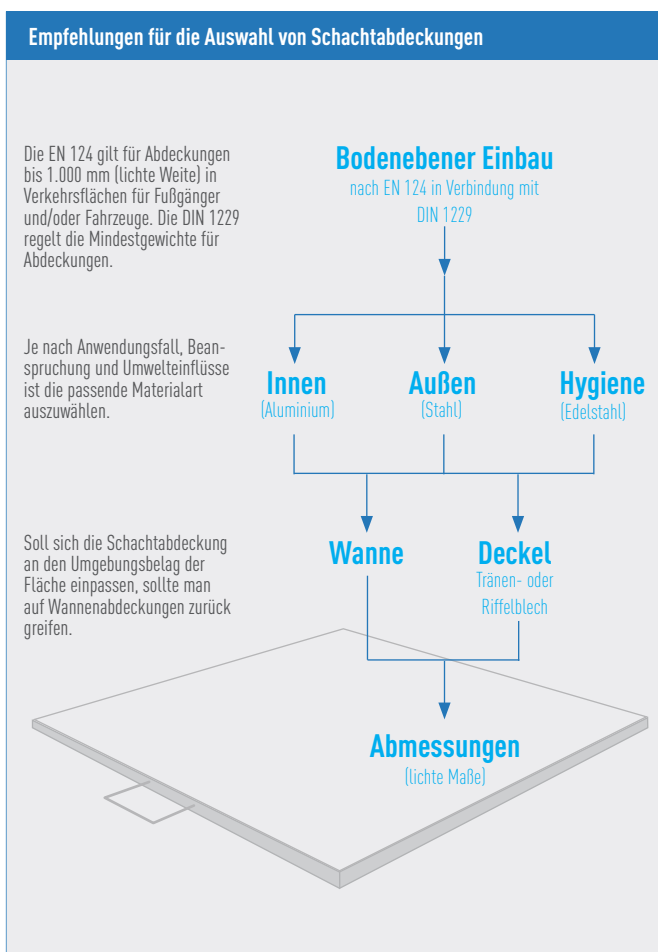 Empfehlungen für die Auswahl von Schachtabdeckungen
Die EN 124 gilt für Abdeckungen
bis 1.000 mm (lichte Weite) in
Verkehrsflächen für Fußgänger
und/oder Fahrzeuge. Die DIN 1229
regelt die Mindestgewichte für
Abdeckungen.
Bodenebener Einbau
nach EN 124 in Verbindung mit
DIN 1229
Je nach Anwendungsfall, Bean-
spruchung und Umwelteinflüsse
ist die passende Materialart
auszuwählen.
Innen
(Aluminium)
Außen
(Stahl)
Hygiene
(Edelstahl)
Soll sich die Schachtabdeckung
an den Umgebungsbelag der
Fläche einpassen, sollte man
auf Wannenabdeckungen zurück
greifen.
Wanne
Deckel
Tränen- oder
Riffelblech
Abmessungen
(lichte Maße)